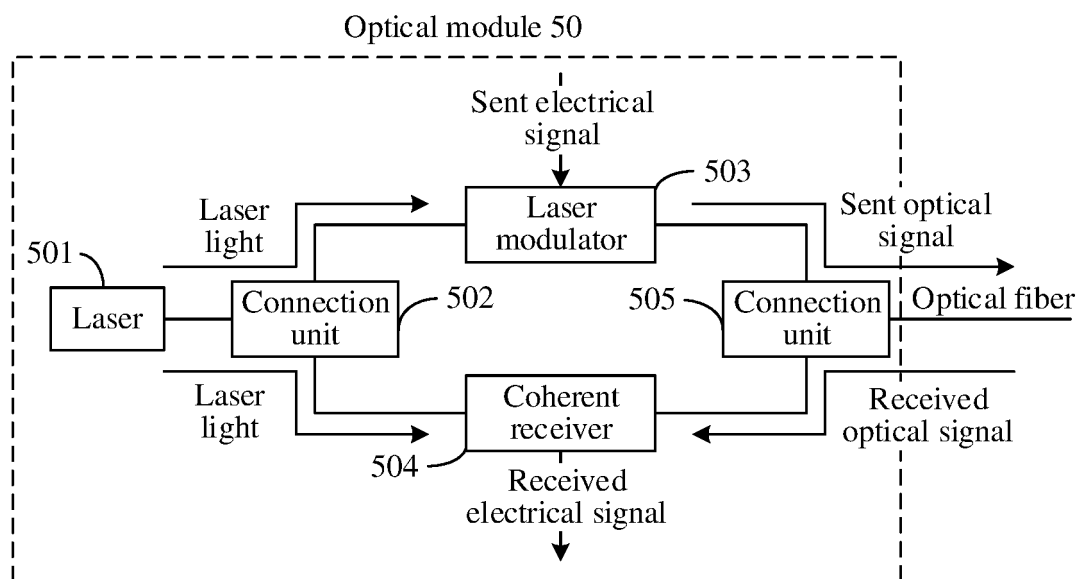 Optical module 50
Sent electrical
signal
503
Laser
light
Laser
modulator
Sent optical
signal
501
Laser
Connection
unit
502
505
Connection
unit
Optical fiber
Laser
light
Coherent
receiver
504
Received
optical signal
Received
electrical signal